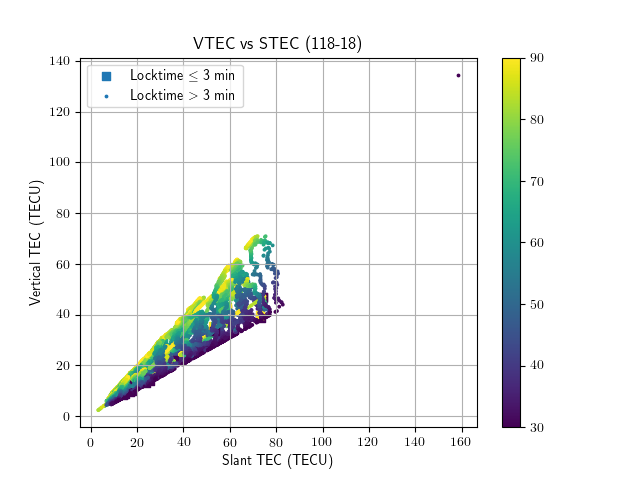 VTEC vs STEC (118-18)
Locktime ≤ 3 min
Locktime > 3 min
Vertical TEC (TECU)
140
120
100
80
60
40
20
0
0 20 40 60 80 100 120 140 160
Slant TEC (TECU)
90
80
70
60
50
40
30